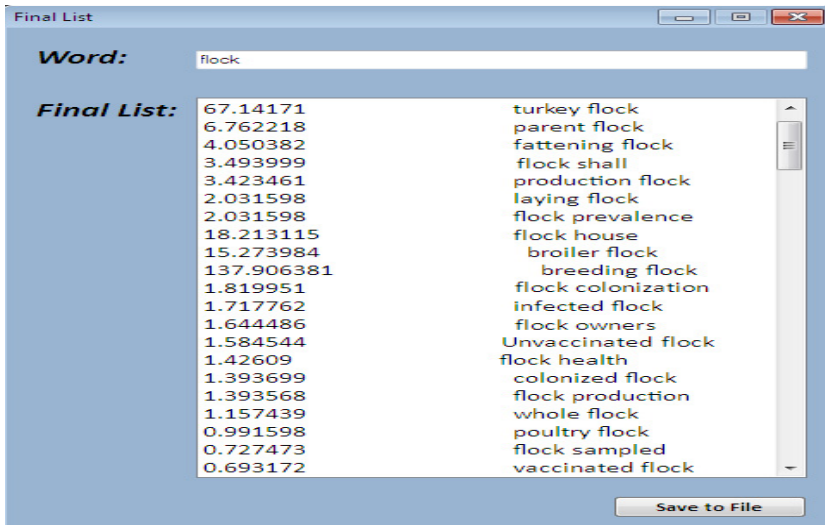 Final List
Word: flock
Final List: 67.14171 turkey flock
6.762218 parent flock
4.050382 fattening flock
3.493999 flock shall
3.423461 production flock
2.031598 laying flock
2.031598 flock prevalence
18.213115 flock house
15.273984 broiler flock
137.906381 breeding flock
1.819951 flock colonization
1.717762 infected flock
1.644486 flock owners
1.584544 Unvaccinated flock
1.42609 flock health
1.393699 colonized flock
1.393568 flock production
1.157439 whole flock
0.991598 poultry flock
0.727473 flock sampled
0.693172 vaccinated flock
Save to File